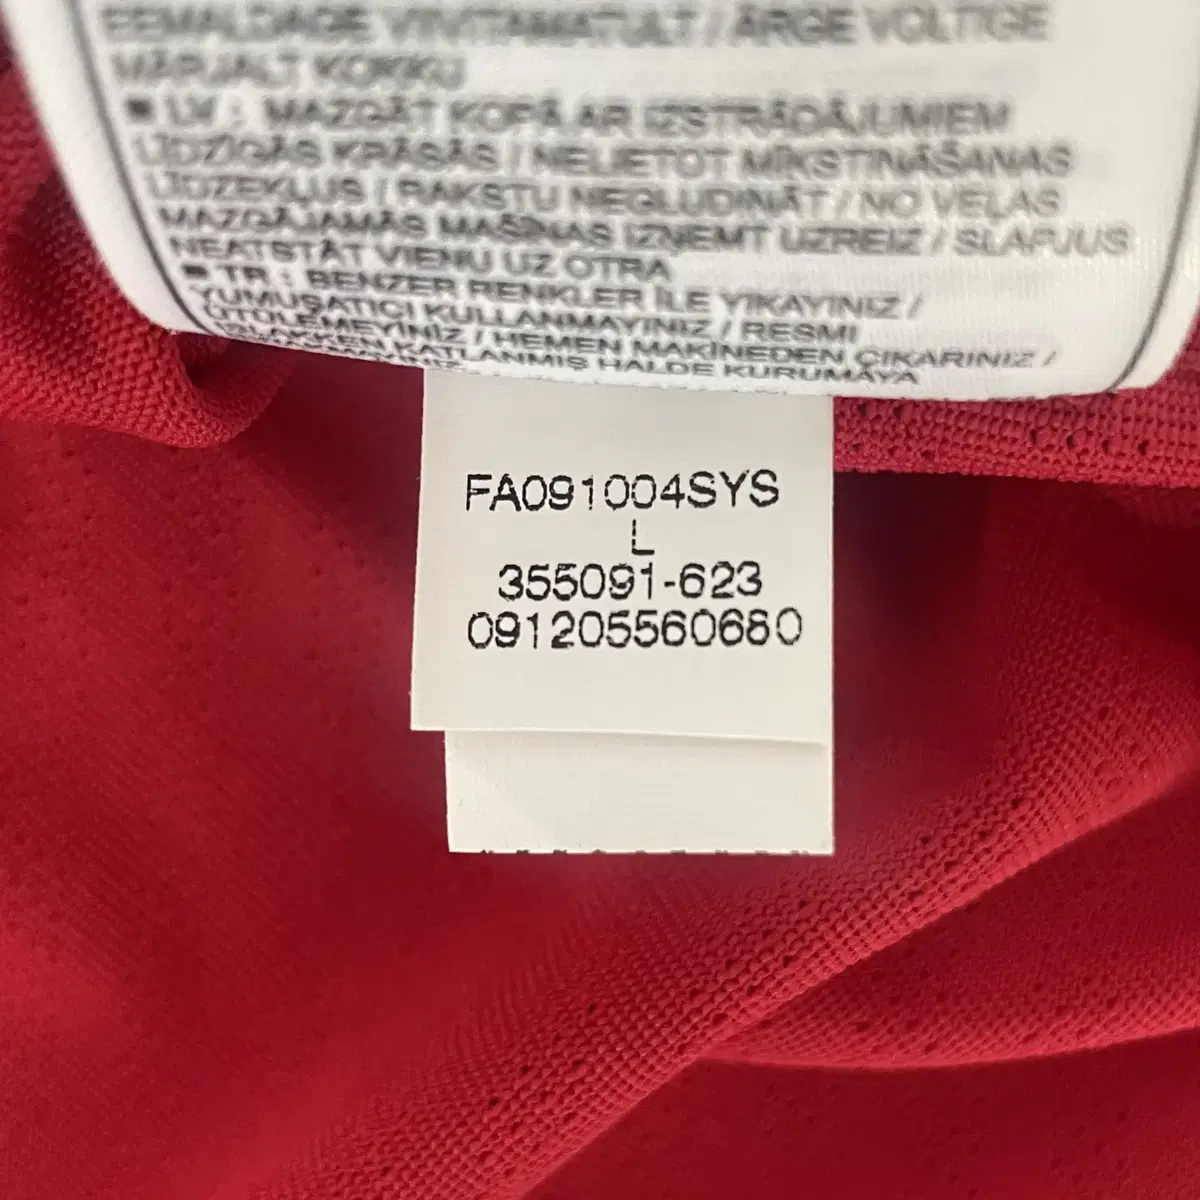 EEMALDAGE VIIVITAMATULT / ÄRGE VOLTIGE
MÄRJALT KOKKU
■ LV : MAZGĀT KOPĀ AR IZSTRĀDĀJUMIEM
LĪDZĪGĀS KRĀSĀS / NELIETOT MĪKSTINĀŠANAS
LĪDZEKĻUS / RAKSTU NEGLUDINĀT / NO VEĻAS
MAZGĀJAMĀS MAŠĪNAS IZŅEMT UZREIZ / SLAPJUS
NEATSTĀT VIENU UZ OTRA
■ TR : BENZER RENKLER İLE YIKAYINIZ /
YUMUŞATICI KULLANMAYINIZ / RESMI
ÜTÜLEMEYİNİZ / HEMEN MAKİNEDEN ÇIKARINIZ /
ISLAKKEN KATLANMIŞ HALDE KURUMAYA
FA091004SYS
L
355091-623
091205560680